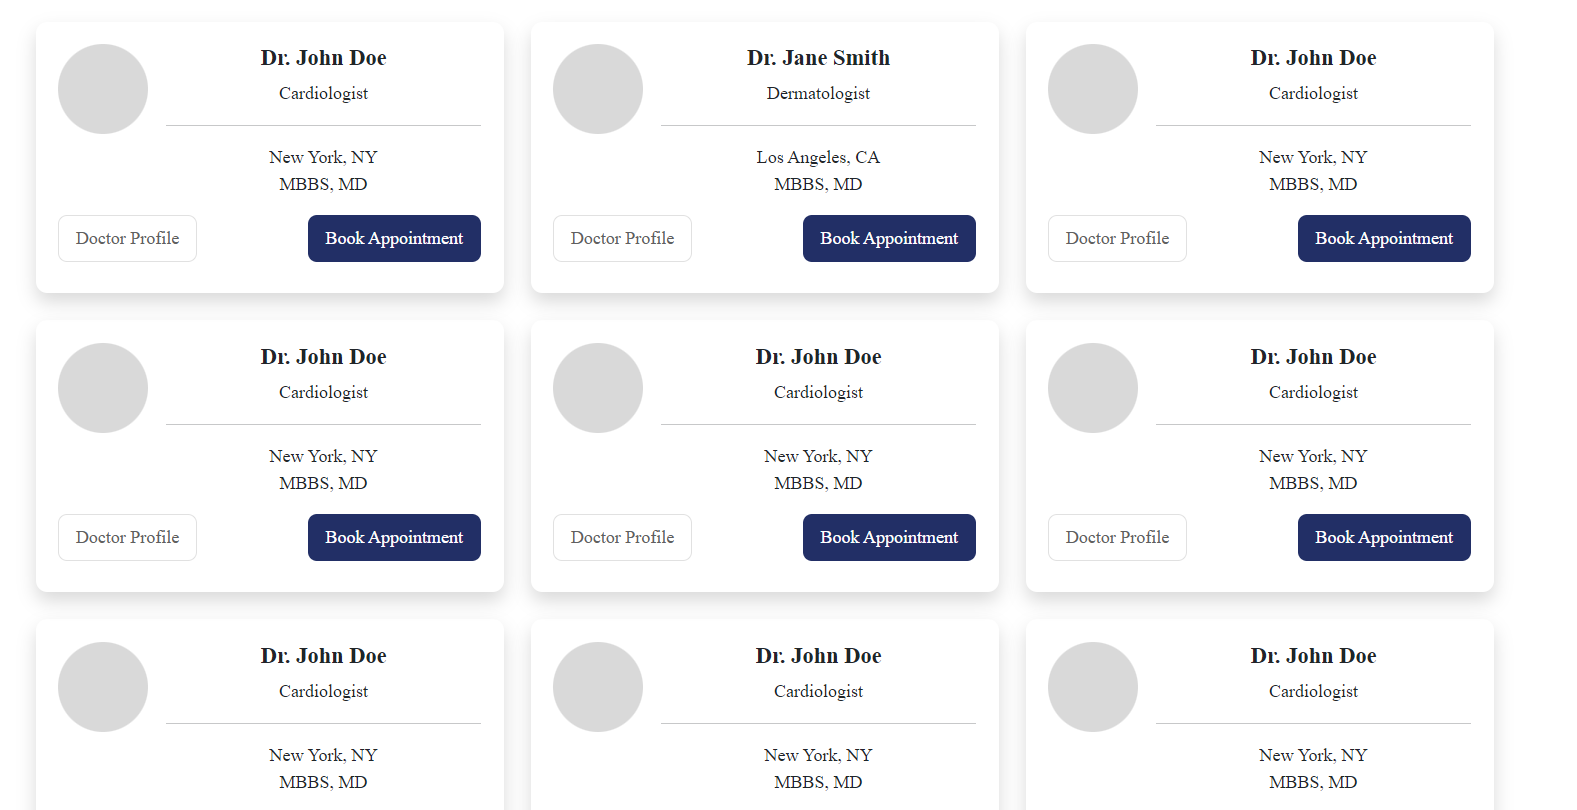 Dr. John Doe
Cardiologist
New York, NY
MBBS, MD
Doctor Profile
Book Appointment
Dr. Jane Smith
Dermatologist
Los Angeles, CA
MBBS, MD
Doctor Profile
Book Appointment
Dr. John Doe
Cardiologist
New York, NY
MBBS, MD
Doctor Profile
Book Appointment
Dr. John Doe
Cardiologist
New York, NY
MBBS, MD
Doctor Profile
Book Appointment
Dr. John Doe
Cardiologist
New York, NY
MBBS, MD
Doctor Profile
Book Appointment
Dr. John Doe
Cardiologist
New York, NY
MBBS, MD
Doctor Profile
Book Appointment
Dr. John Doe
Cardiologist
New York, NY
MBBS, MD
Dr. John Doe
Cardiologist
New York, NY
MBBS, MD
Dr. John Doe
Cardiologist
New York, NY
MBBS, MD